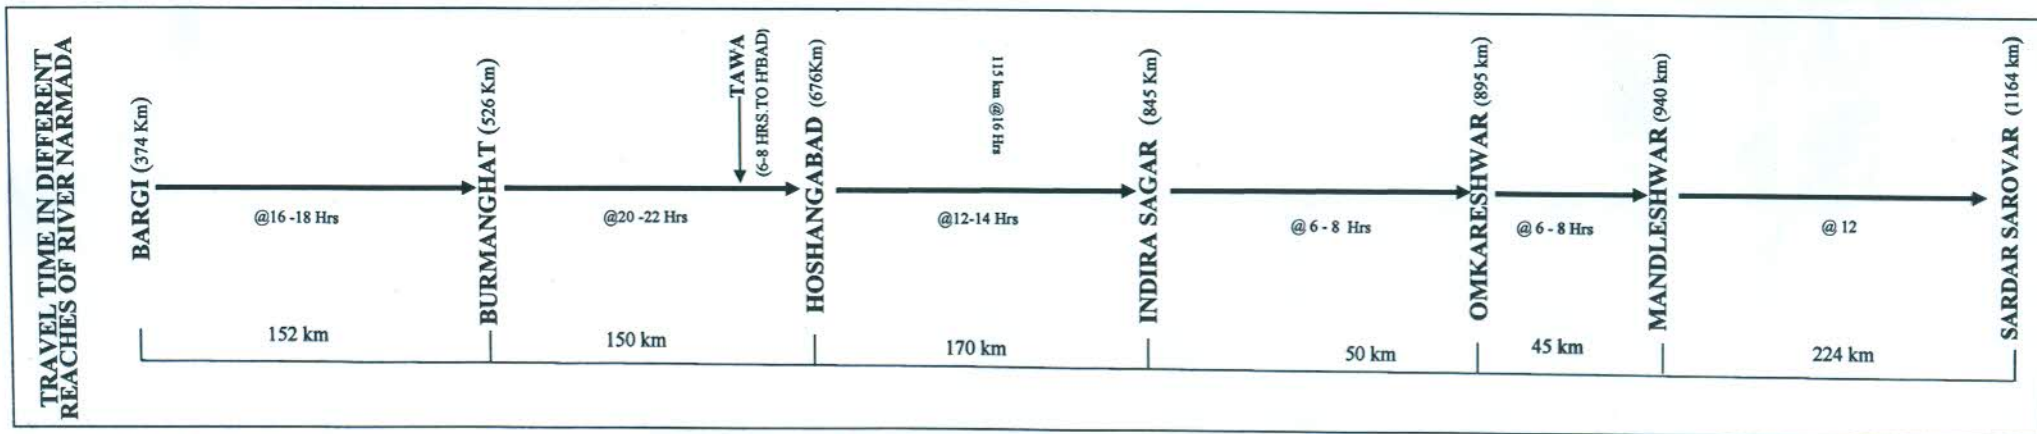 TRAVEL TIME IN DIFFERENT
REACHES OF RIVER NARMADA
BARGI (374 Km)
@16 -18 Hrs
152 km
BURMANGHAT (526 Km)
@20 -22 Hrs
150 km
TAWA
(6-8 HRS.TO H'BAD)
HOSHANGABAD (676Km)
115 km @16 Hrs
@12-14 Hrs
170 km
INDIRA SAGAR (845 Km)
@ 6 - 8 Hrs
50 km
OMKARESHWAR (895 km)
@ 6 - 8 Hrs
45 km
MANDLESHWAR (940 km)
@ 12
224 km
SARDAR SAROVAR (1164 km)